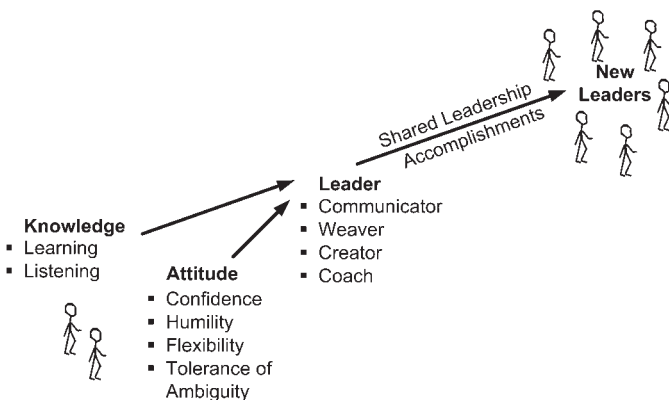 New
Leaders
Shared Leadership
Accomplishments
Leader
▪ Communicator
▪ Weaver
▪ Creator
▪ Coach
Knowledge
▪ Learning
▪ Listening
Attitude
▪ Confidence
▪ Humility
▪ Flexibility
▪ Tolerance of
Ambiguity